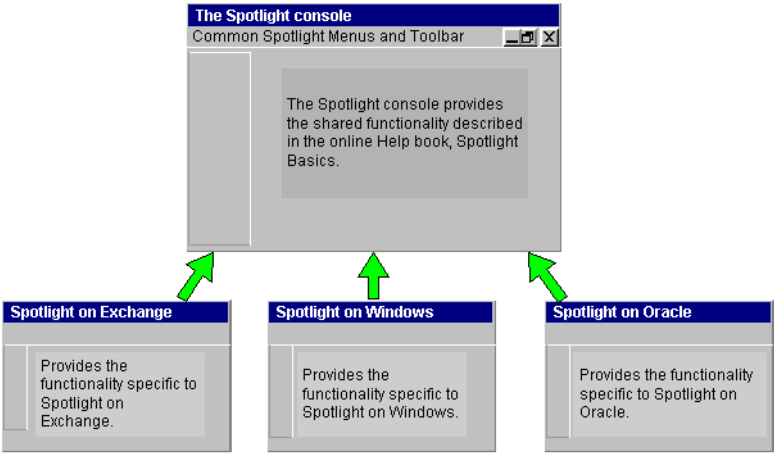 The Spotlight console
Common Spotlight Menus and Toolbar
The Spotlight console provides
the shared functionality described
in the online Help book, Spotlight
Basics.
Spotlight on Exchange
Provides the
functionality specific to
Spotlight on
Exchange.
Spotlight on Windows
Provides the
functionality specific to
Spotlight on Windows.
Spotlight on Oracle
Provides the functionality
specific to Spotlight on
Oracle.